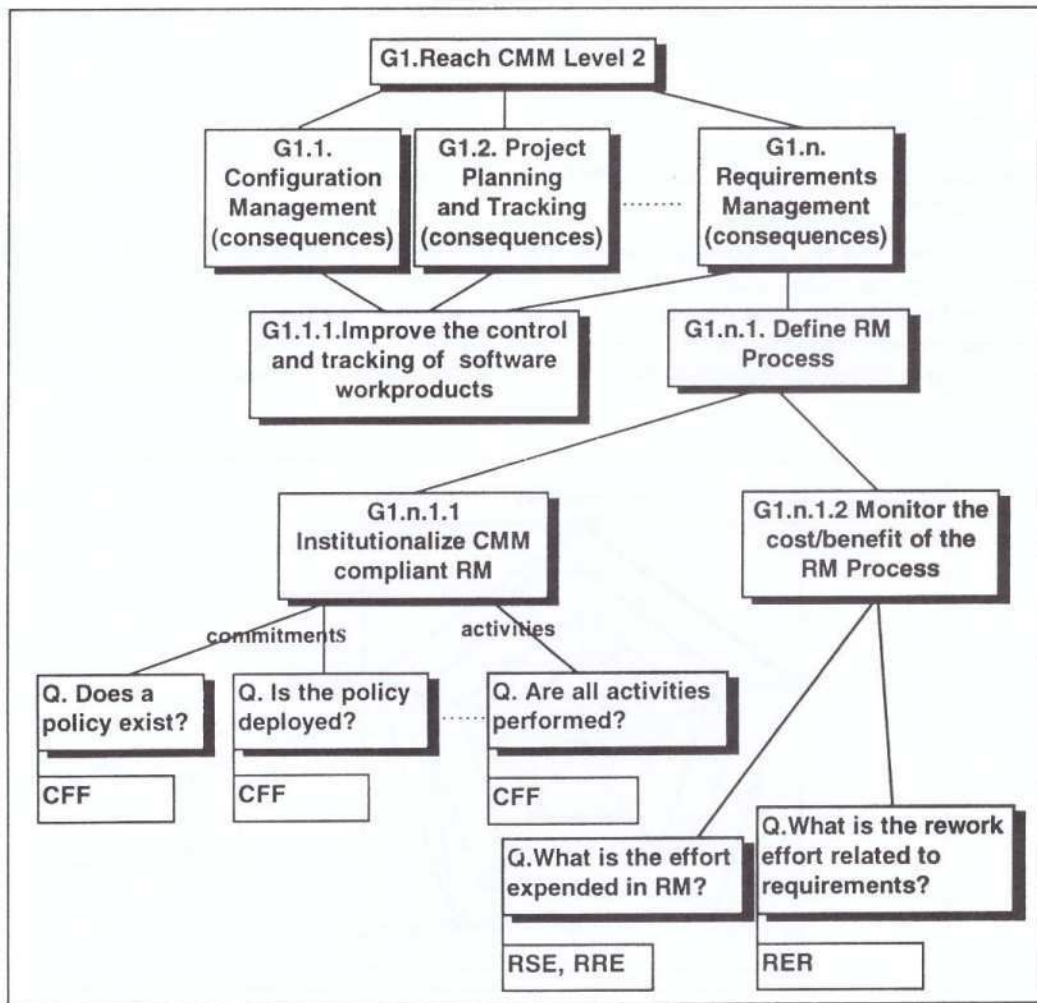 G1.Reach CMM Level 2
G1.1.
Configuration
Management
(consequences)
G1.2. Project
Planning
and Tracking
(consequences)
G1.n.
Requirements
Management
(consequences)
G1.1.1.Improve the control
and tracking of software
workproducts
G1.n.1. Define RM
Process
G1.n.1.1
Institutionalize CMM
compliant RM
G1.n.1.2 Monitor the
cost/benefit of the
RM Process
commitments
activities
Q. Does a
policy exist?
Q. Is the policy
deployed?
Q. Are all activities
performed?
CFF
CFF
CFF
Q.What is the effort
expended in RM?
Q.What is the rework
effort related to
requirements?
RSE, RRE
RER